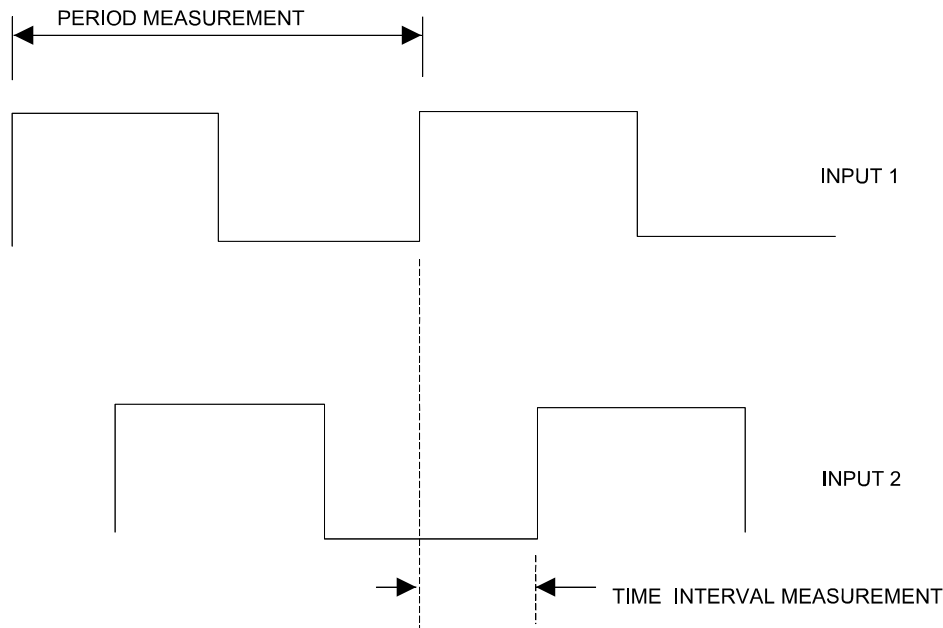 PERIOD MEASUREMENT
INPUT 1
INPUT 2
TIME INTERVAL MEASUREMENT